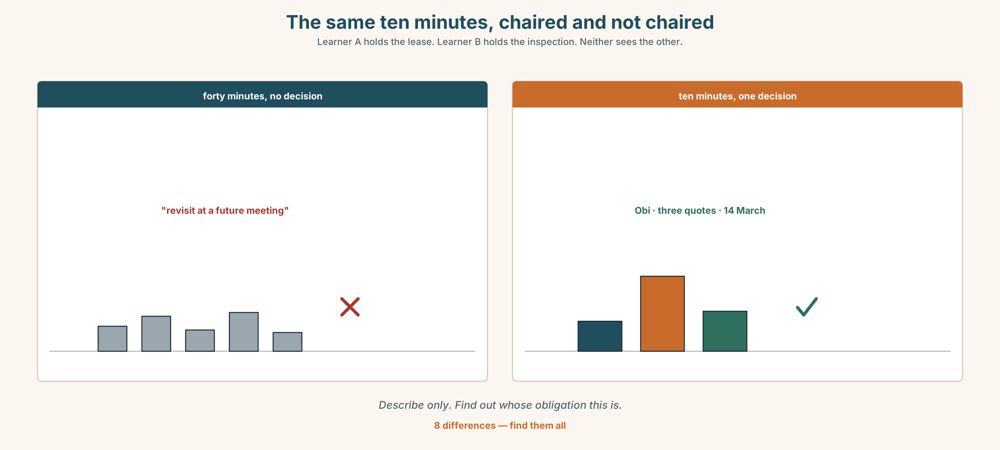 The same ten minutes, chaired and not chaired
Learner A holds the lease. Learner B holds the inspection. Neither sees the other.
forty minutes, no decision
"revisit at a future meeting"
ten minutes, one decision
Obi · three quotes · 14 March
Describe only. Find out whose obligation this is.
8 differences — find them all